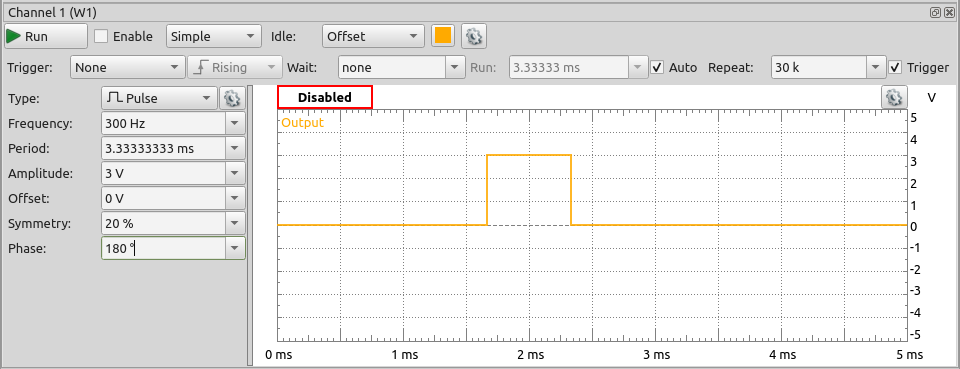 Channel 1 (W1)
Run Enable Simple Idle: Offset
Trigger: None Rising Wait: none Run: 3.33333 ms Auto Repeat: 30 k Trigger
Type: Pulse
Frequency: 300 Hz
Period: 3.33333333 ms
Amplitude: 3 V
Offset: 0 V
Symmetry: 20 %
Phase: 180 °
Disabled V
Output
5
4
3
2
1
0
-1
-2
-3
-4
-5
0 ms 1 ms 2 ms 3 ms 4 ms 5 ms